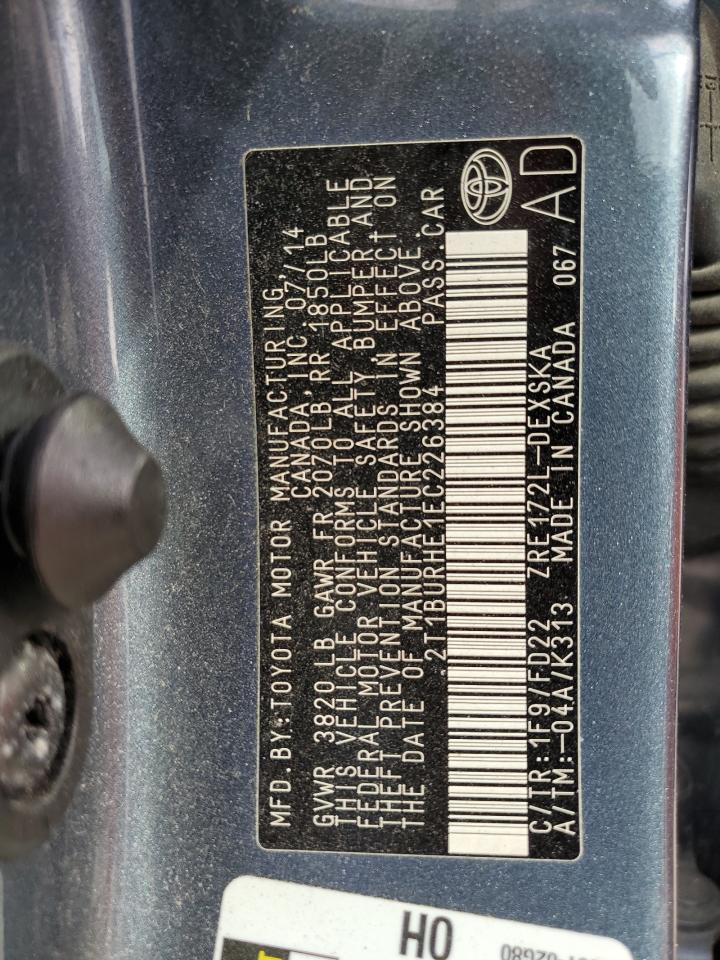 MFD.BY:TOYOTA MOTOR MANUFACTURING,
CANADA, INC. 07/14
GVWR 3820LB GAWR FR 2070LB, RR 1850LB
THIS VEHICLE CONFORMS TO ALL APPLICABLE
FEDERAL MOTOR VEHICLE SAFETY, BUMPER AND
THEFT PREVENTION STANDARDS IN EFFECT ON
THE DATE OF MANUFACTURE SHOWN ABOVE.
2T1BURHE1EC226384 PASS.CAR
C/TR:1F9/FD22 ZRE172L-DEXSKA
A/TM:-04A/K313 MADE IN CANADA 067 AD
HO